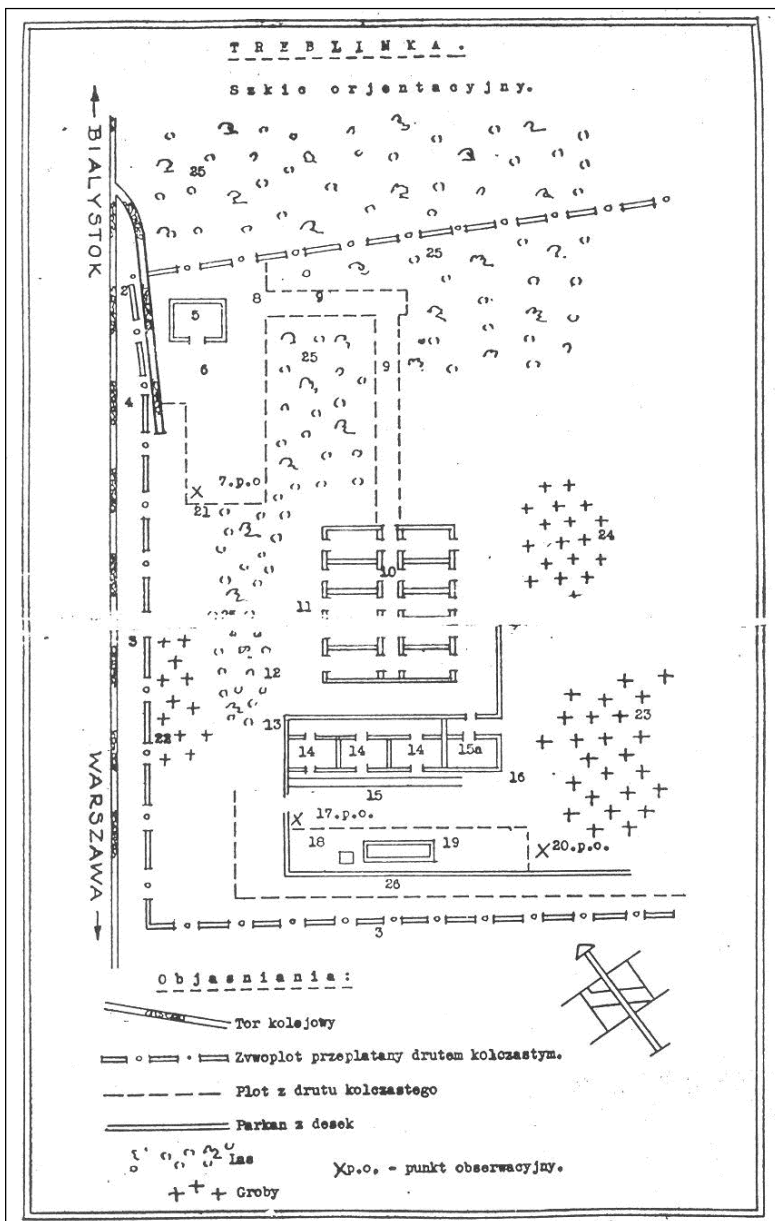 TREBLINKA.
Szkic orjentacyjny.
BIALYSTOK
25
25
2
8
9
5
25
6
9
4
7.p.o
21
24
10
11
3
12
22
13
23
14
14
14
15a
16
15
17.p.o.
18
19
20.p.o.
26
WARSZAWA
3
Objasniania:
Tor kolejowy
Zvwoplot przeplatany drutem kolczastym.
Plot z drutu kolczastego
Parkan z desek
Las
Xp.o. - punkt obserwacyjny.
Groby